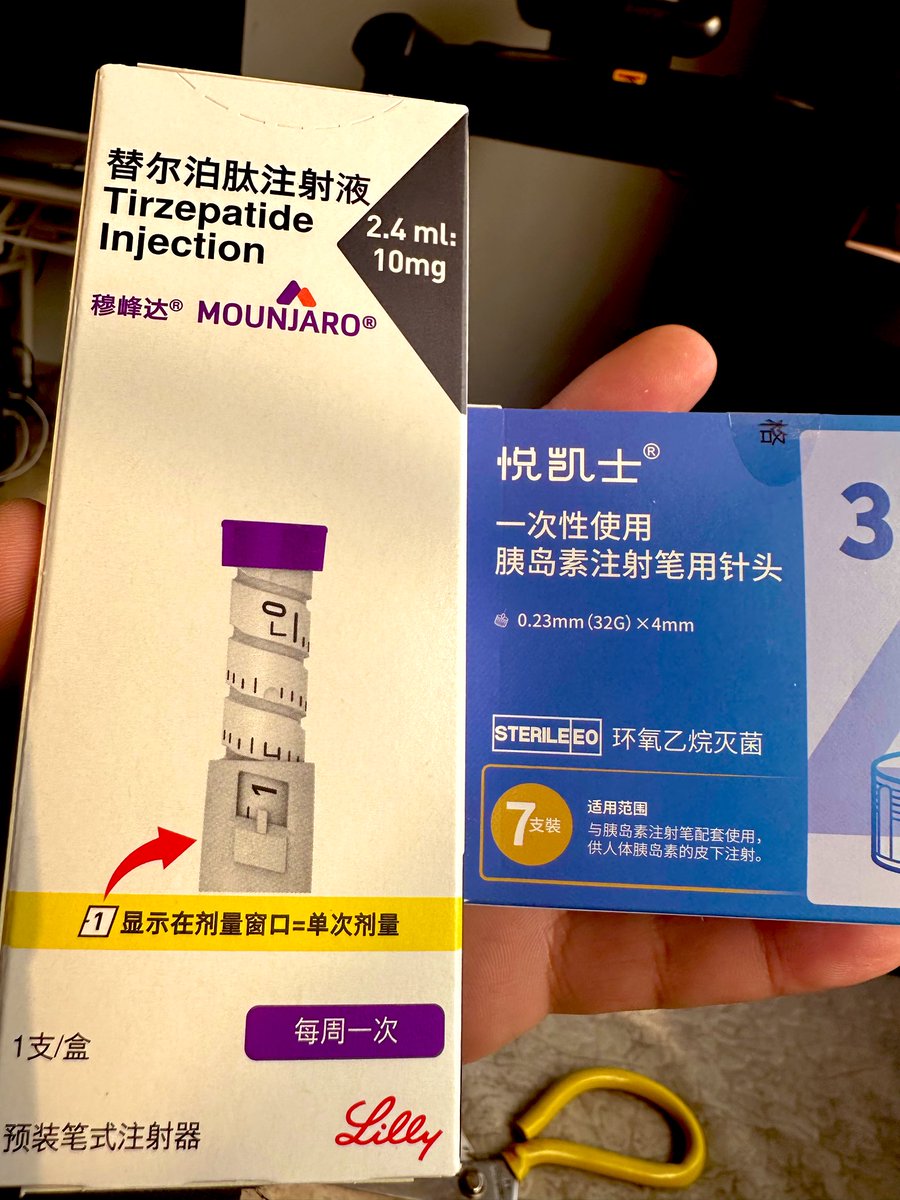 替尔泊肽注射液
Tirzepatide
Injection
2.4 ml:
10mg
穆峰达® MOUNJARO®
1
1 显示在剂量窗口=单次剂量
每周一次
1支/盒
预装笔式注射器
Lilly
格
悦凯士®
一次性使用
胰岛素注射笔用针头
0.23mm(32G)×4mm
STERILE EO 环氧乙烷灭菌
7支装
适用范围
与胰岛素注射笔配套使用,
供人体胰岛素的皮下注射。
3